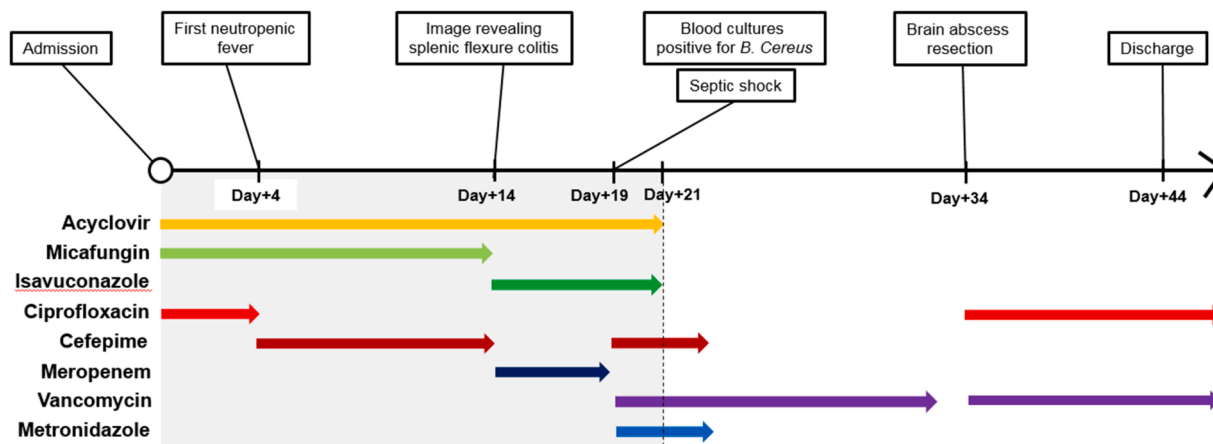 Admission
First neutropenic
fever
Image revealing
splenic flexure colitis
Blood cultures
positive for B. Cereus
Septic shock
Brain abscess
resection
Discharge
Day+4
Day+14
Day+19
Day+21
Day+34
Day+44
Acyclovir
Micafungin
Isavuconazole
Ciprofloxacin
Cefepime
Meropenem
Vancomycin
Metronidazole